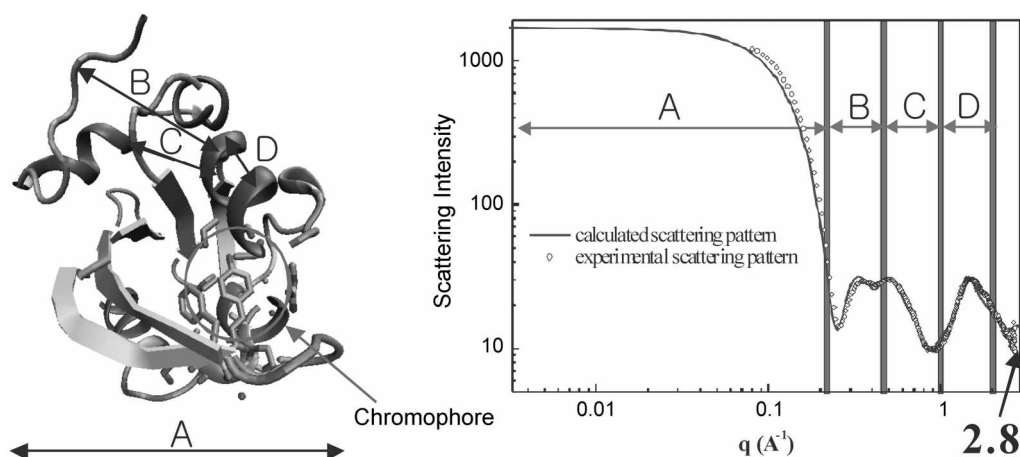 B
C
D
Chromophore
A
Scattering Intensity
1000
100
10
A
B
C
D
calculated scattering pattern
experimental scattering pattern
0.01
0.1
1
q (A⁻¹)
2.8